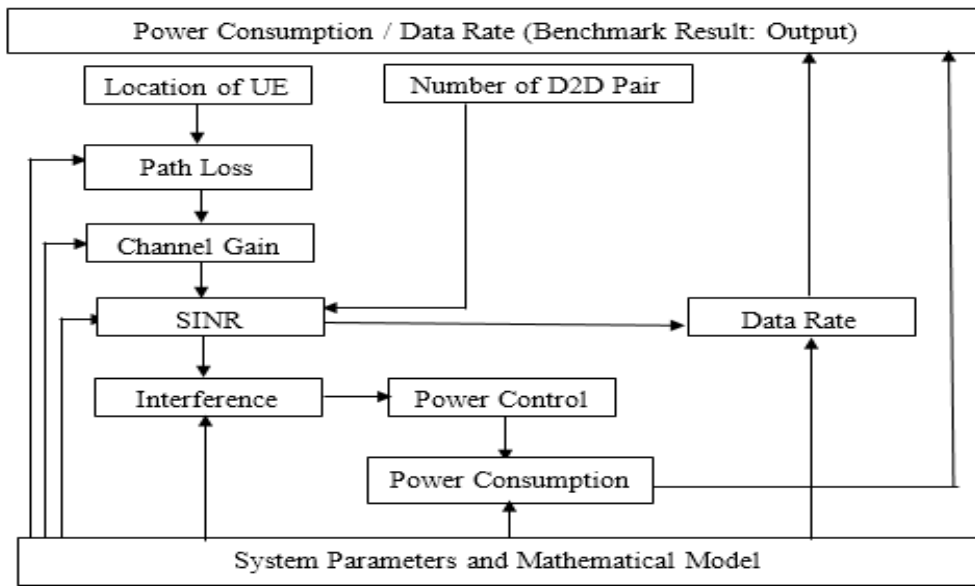 Power Consumption / Data Rate (Benchmark Result: Output)
Location of UE
Number of D2D Pair
Path Loss
Channel Gain
SINR
Data Rate
Interference
Power Control
Power Consumption
System Parameters and Mathematical Model